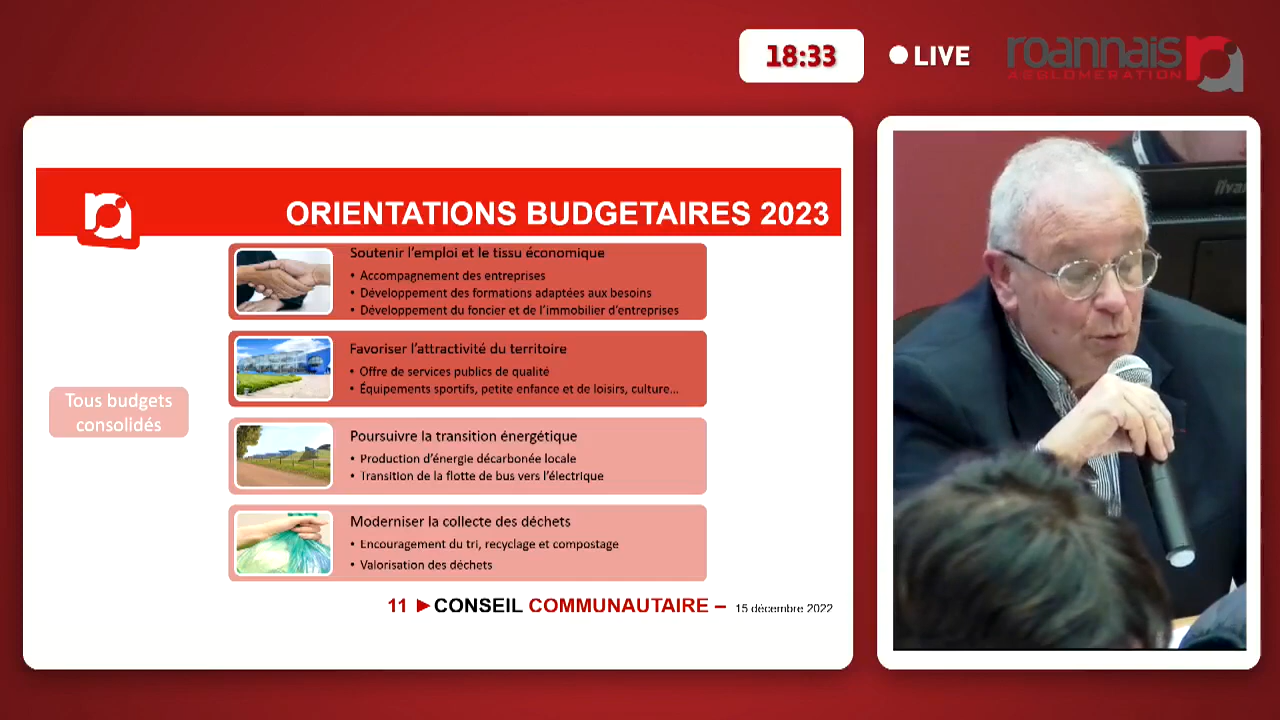 18:33
LIVE
roannais
AGGLOMÉRATION
ORIENTATIONS BUDGETAIRES 2023
Soutenir l'emploi et le tissu économique
• Accompagnement des entreprises
• Développement des formations adaptées aux besoins
• Développement du foncier et de l'immobilier d'entreprises
Favoriser l'attractivité du territoire
• Offre de services publics de qualité
• Équipements sportifs, petite enfance et de loisirs, culture...
Tous budgets
consolidés
Poursuivre la transition énergétique
• Production d'énergie décarbonée locale
• Transition de la flotte de bus vers l'électrique
Moderniser la collecte des déchets
• Encouragement du tri, recyclage et compostage
• Valorisation des déchets
11 ►CONSEIL COMMUNAUTAIRE – 15 décembre 2022